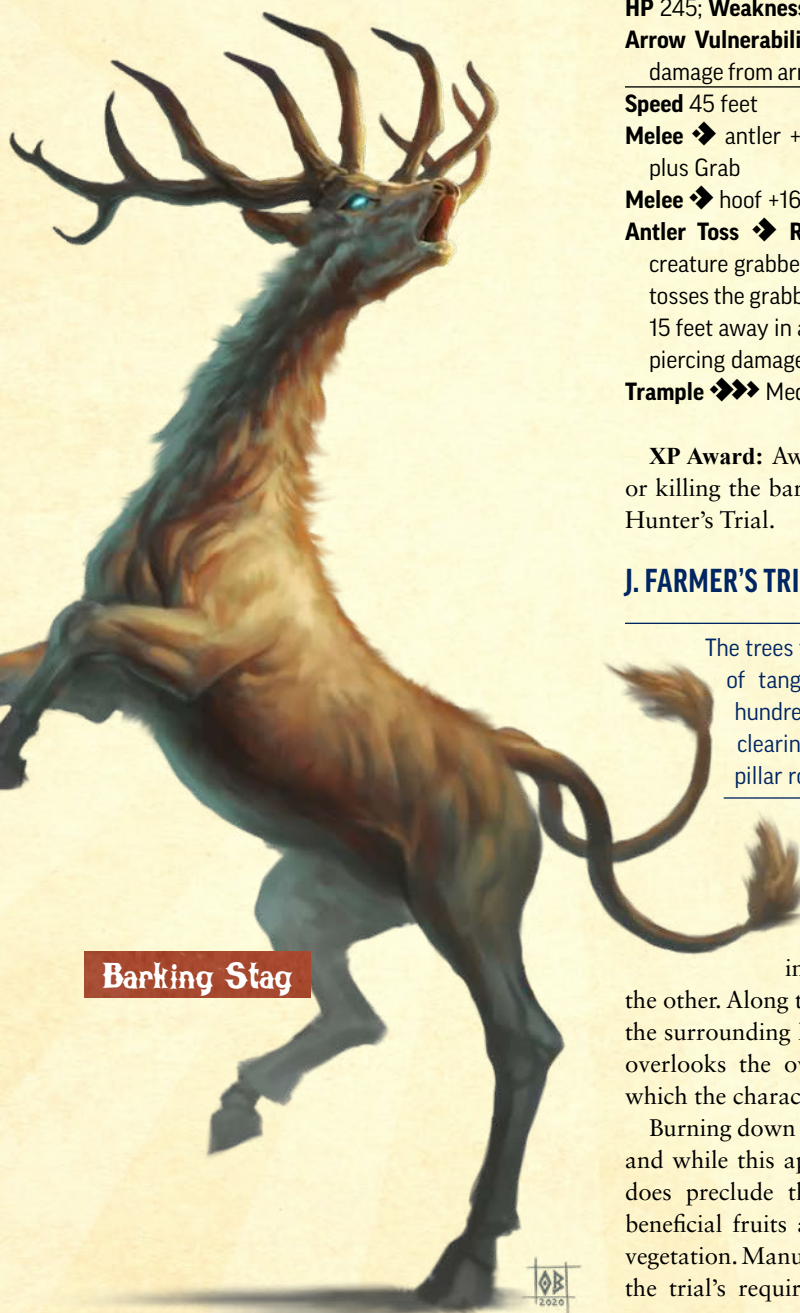 HP 245; Weakness
Arrow Vulnerabili
damage from arr
Speed 45 feet
Melee antler +
plus Grab
Melee hoof +16
Antler Toss R
creature grabbe
tosses the grabb
15 feet away in a
piercing damage
Trample Med
XP Award: Aw
or killing the bar
Hunter's Trial.
J. FARMER'S TRI
The trees
of tang
hundre
clearin
pillar ro
in
the other. Along t
the surrounding
overlooks the ov
which the charac
Burning down
and while this ap
does preclude th
beneficial fruits a
vegetation. Manu
the trial's requir
Barking Stag
OB
2020